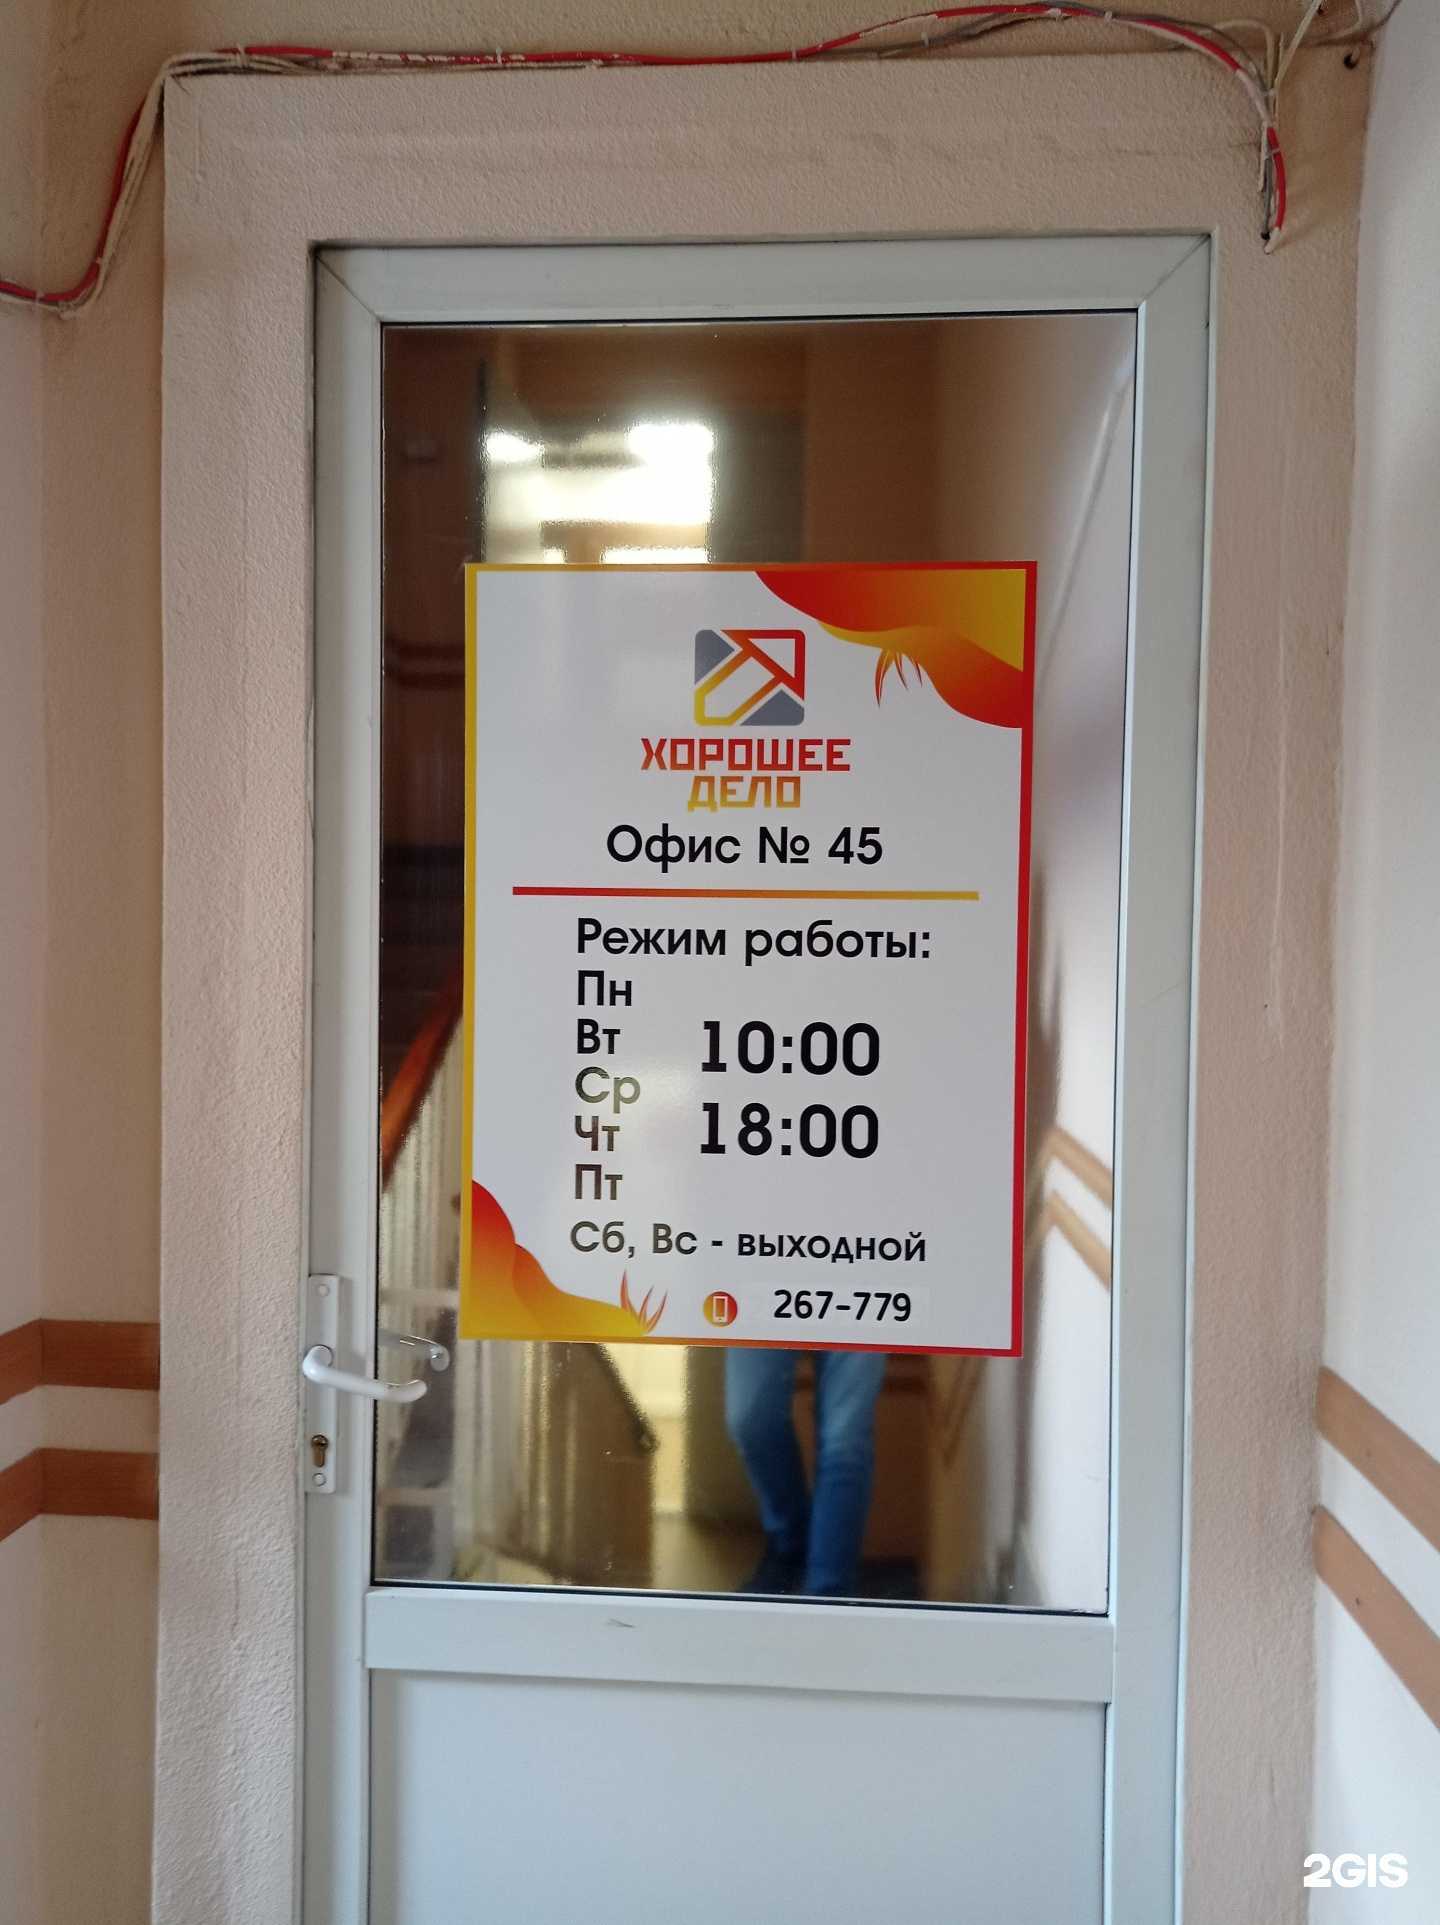 ХОРОШЕЕ
ДЕЛО
Офис № 45
Режим работы:
Пн
Вт
10:00
Ср
Чт
18:00
Пт
Сб, Вс - выходной
267-779
2GIS